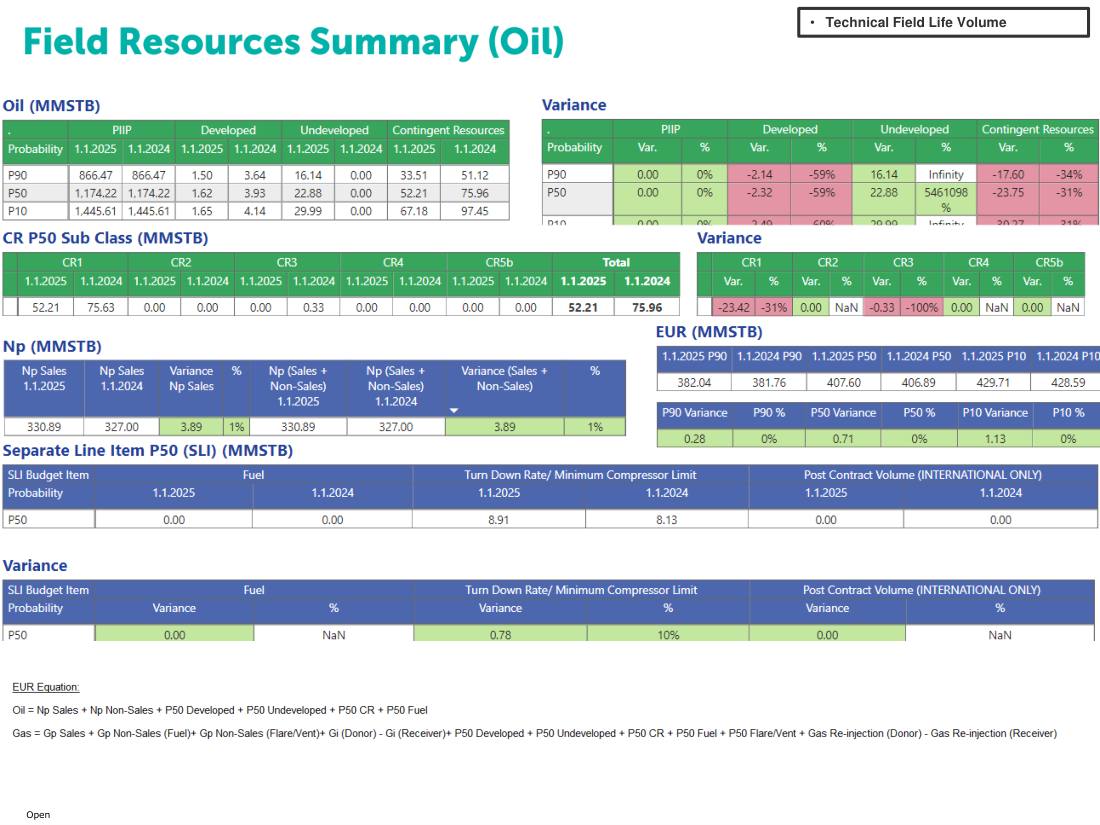 • Technical Field Life Volume
Field Resources Summary (Oil)
Oil (MMSTB)
. PIIP Developed Undeveloped Contingent Resources
Probability 1.1.2025 1.1.2024 1.1.2025 1.1.2024 1.1.2025 1.1.2024 1.1.2025 1.1.2024
P90 866.47 866.47 1.50 3.64 16.14 0.00 33.51 51.12
P50 1,174.22 1,174.22 1.62 3.93 22.88 0.00 52.21 75.96
P10 1,445.61 1,445.61 1.65 4.14 29.99 0.00 67.18 97.45
Variance
. PIIP Developed Undeveloped Contingent Resources
Probability Var. % Var. % Var. % Var. %
P90 0.00 0% -2.14 -59% 16.14 Infinity -17.60 -34%
P50 0.00 0% -2.32 -59% 22.88 5461098 -23.75 -31%
%
P10 0.00 0% -2.49 -60% 29.99 Infinity -30.27 -31%
CR P50 Sub Class (MMSTB)
CR1 CR2 CR3 CR4 CR5b Total
1.1.2025 1.1.2024 1.1.2025 1.1.2024 1.1.2025 1.1.2024 1.1.2025 1.1.2024 1.1.2025 1.1.2024 1.1.2025 1.1.2024
52.21 75.63 0.00 0.00 0.00 0.33 0.00 0.00 0.00 0.00 52.21 75.96
Variance
CR1 CR2 CR3 CR4 CR5b
Var. % Var. % Var. % Var. % Var. %
-23.42 -31% 0.00 NaN -0.33 -100% 0.00 NaN 0.00 NaN
Np (MMSTB)
Np Sales Np Sales Variance % Np (Sales + Np (Sales + Variance (Sales + %
1.1.2025 1.1.2024 Np Sales Non-Sales) Non-Sales) Non-Sales)
1.1.2025 1.1.2024
330.89 327.00 3.89 1% 330.89 327.00 3.89 1%
EUR (MMSTB)
1.1.2025 P90 1.1.2024 P90 1.1.2025 P50 1.1.2024 P50 1.1.2025 P10 1.1.2024 P10
382.04 381.76 407.60 406.89 429.71 428.59
P90 Variance P90 % P50 Variance P50 % P10 Variance P10 %
0.28 0% 0.71 0% 1.13 0%
Separate Line Item P50 (SLI) (MMSTB)
SLI Budget Item Fuel Turn Down Rate/ Minimum Compressor Limit Post Contract Volume (INTERNATIONAL ONLY)
Probability 1.1.2025 1.1.2024 1.1.2025 1.1.2024 1.1.2025 1.1.2024
P50 0.00 0.00 8.91 8.13 0.00 0.00
Variance
SLI Budget Item Fuel Turn Down Rate/ Minimum Compressor Limit Post Contract Volume (INTERNATIONAL ONLY)
Probability Variance % Variance % Variance %
P50 0.00 NaN 0.78 10% 0.00 NaN
EUR Equation:
Oil = Np Sales + Np Non-Sales + P50 Developed + P50 Undeveloped + P50 CR + P50 Fuel
Gas = Gp Sales + Gp Non-Sales (Fuel)+ Gp Non-Sales (Flare/Vent)+ Gi (Donor) - Gi (Receiver)+ P50 Developed + P50 Undeveloped + P50 CR + P50 Fuel + P50 Flare/Vent + Gas Re-injection (Donor) - Gas Re-injection (Receiver)
Open